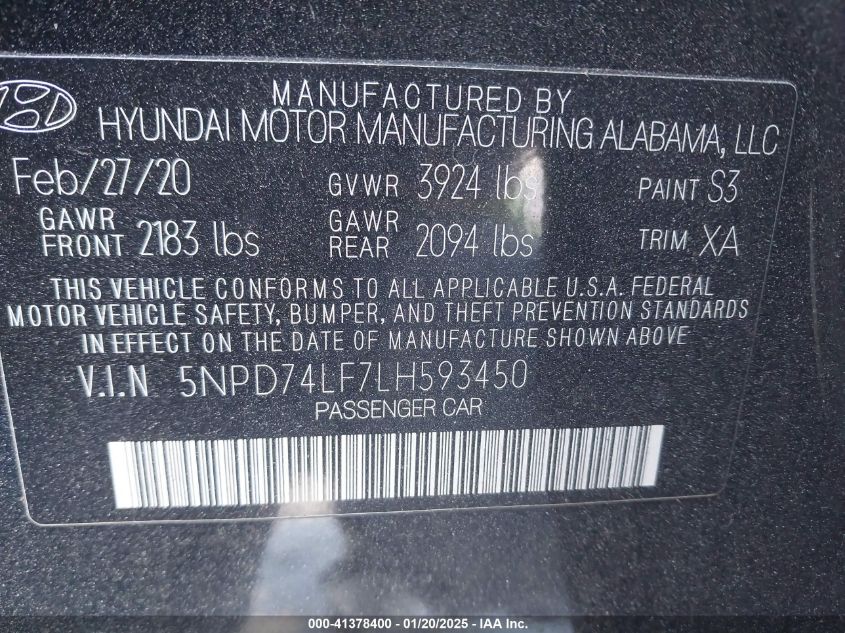 MANUFACTURED BY
HYUNDAI MOTOR MANUFACTURING ALABAMA, LLC
Feb/27/20 GVWR 3924 lbs PAINT S3
GAWR FRONT 2183 lbs GAWR REAR 2094 lbs TRIM XA
THIS VEHICLE CONFORMS TO ALL APPLICABLE U.S.A. FEDERAL
MOTOR VEHICLE SAFETY, BUMPER, AND THEFT PREVENTION STANDARDS
IN EFFECT ON THE DATE OF MANUFACTURE SHOWN ABOVE
V.I.N 5NPD74LF7LH593450
PASSENGER CAR
000-41378400 - 01/20/2025 - IAA Inc.